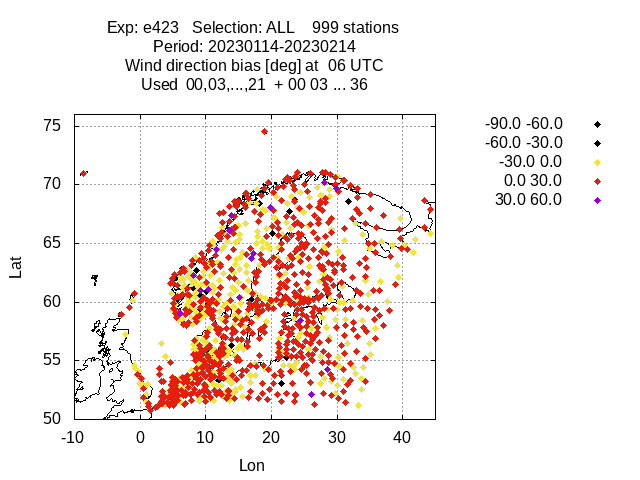 Exp: e423 Selection: ALL 999 stations
Period: 20230114-20230214
Wind direction bias [deg] at 06 UTC
Used 00,03,...,21 + 00 03 ... 36
75
70
65
60
55
50
-10 0 10 20 30 40
Lat
Lon
-90.0 -60.0
-60.0 -30.0
-30.0 0.0
0.0 30.0
30.0 60.0